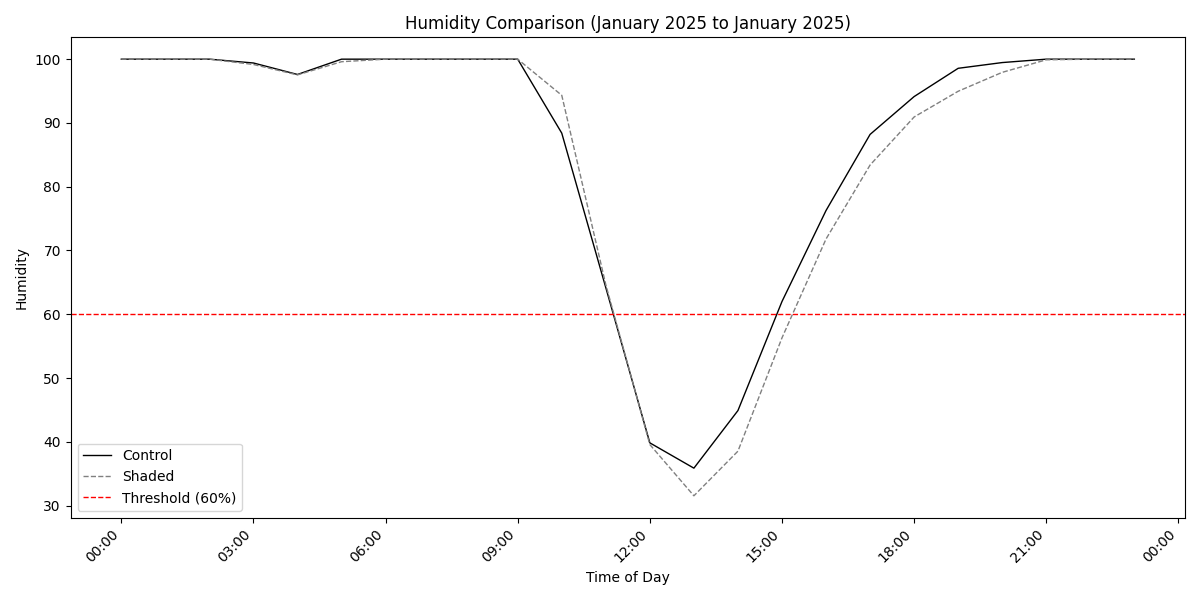 Humidity Comparison (January 2025 to January 2025)
Humidity
100
90
80
70
60
50
40
30
Control
Shaded
Threshold (60%)
00:00
03:00
06:00
09:00
12:00
15:00
18:00
21:00
00:00
Time of Day